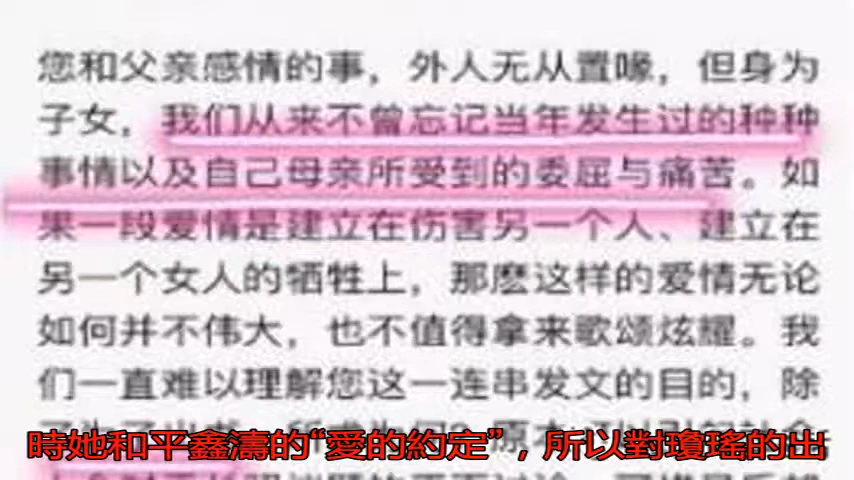 您和父亲感情的事，外人无从置喙，但身为
子女，我们从来不曾忘记当年发生过的种种
事情以及自己母亲所受到的委屈与痛苦。如
果一段爱情是建立在伤害另一个人、建立在
另一个女人的牺牲上，那麽这样的爱情无论
如何并不伟大，也不值得拿来歌颂炫耀。我
们一直难以理解您这一连串发文的目的，除
時她和平鑫濤的“愛的約定”，所以對瓊瑤的出